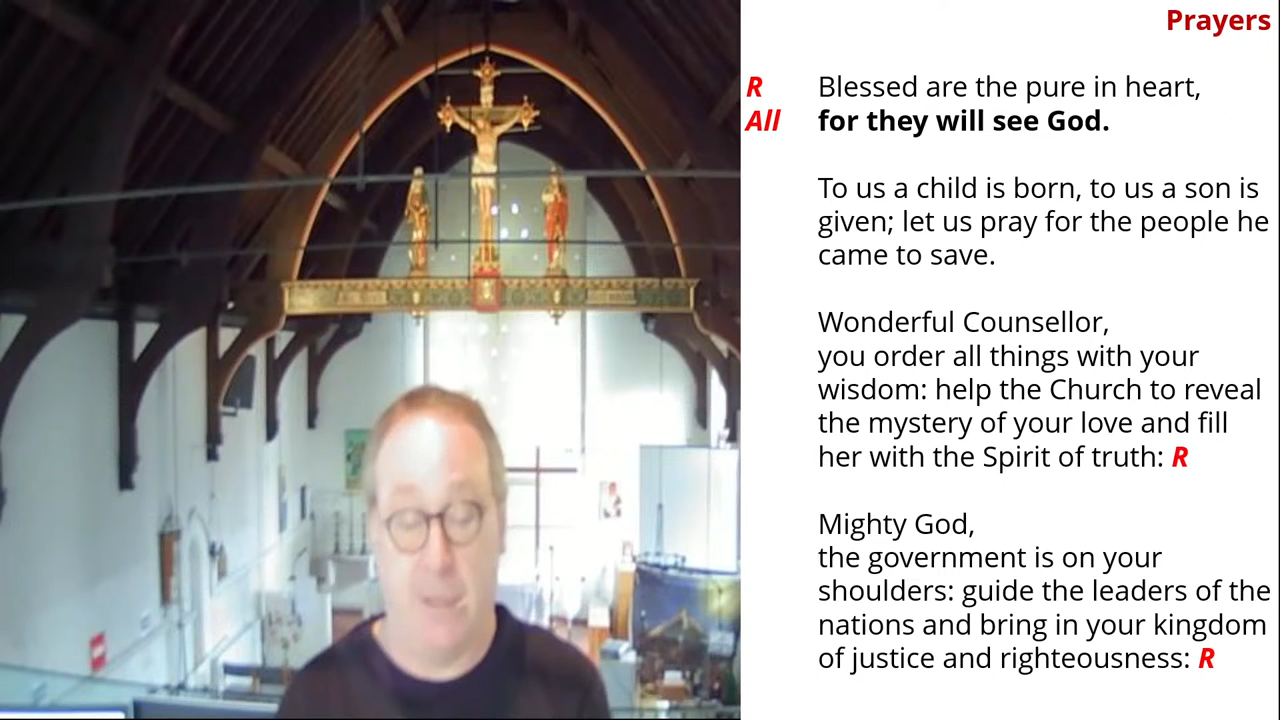 Prayers
R Blessed are the pure in heart,
All for they will see God.
To us a child is born, to us a son is
given; let us pray for the people he
came to save.
Wonderful Counsellor,
you order all things with your
wisdom: help the Church to reveal
the mystery of your love and fill
her with the Spirit of truth: R
Mighty God,
the government is on your
shoulders: guide the leaders of the
nations and bring in your kingdom
of justice and righteousness: R